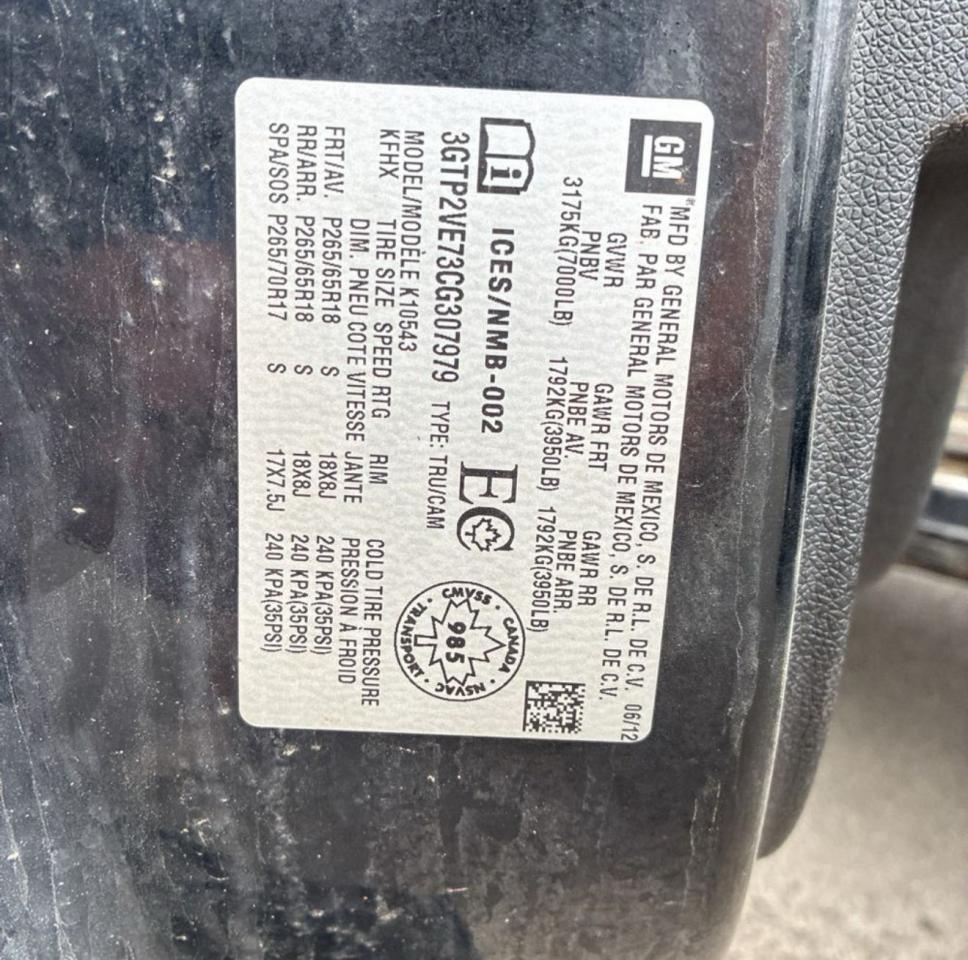 GM
MFD BY GENERAL MOTORS DE MEXICO, S. DE R.L. DE C.V. 06/12
FAB. PAR GENERAL MOTORS DE MEXICO, S. DE R.L. DE C.V.
GVWR GAWR FRT GAWR RR
PNBV PNBE AV. PNBE ARR.
3175KG(7000LB) 1792KG(3950LB) 1792KG(3950LB)
i ICES/NMB-002 EC
CMVSS · CANADA · NSVAC · TRANSPORT ·
985
3GTP2VE73CG307979 TYPE: TRU/CAM
MODEL/MODÈLE K10543
KFHX TIRE SIZE SPEED RTG RIM COLD TIRE PRESSURE
DIM. PNEU COTE VITESSE JANTE PRESSION À FROID
FRT/AV. P265/65R18 S 18X8J 240 KPA(35PSI)
RR/ARR. P265/65R18 S 18X8J 240 KPA(35PSI)
SPA/SOS P265/70R17 S 17X7.5J 240 KPA(35PSI)